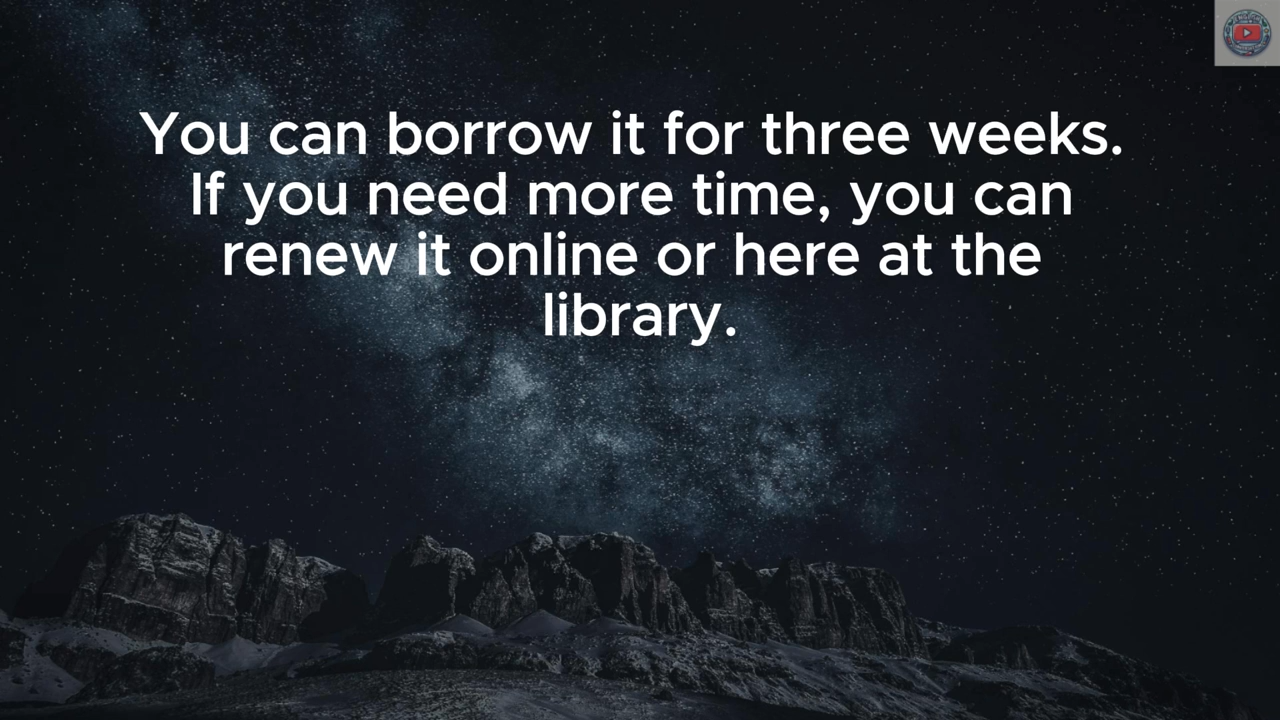 You can borrow it for three weeks.
If you need more time, you can
renew it online or here at the
library.